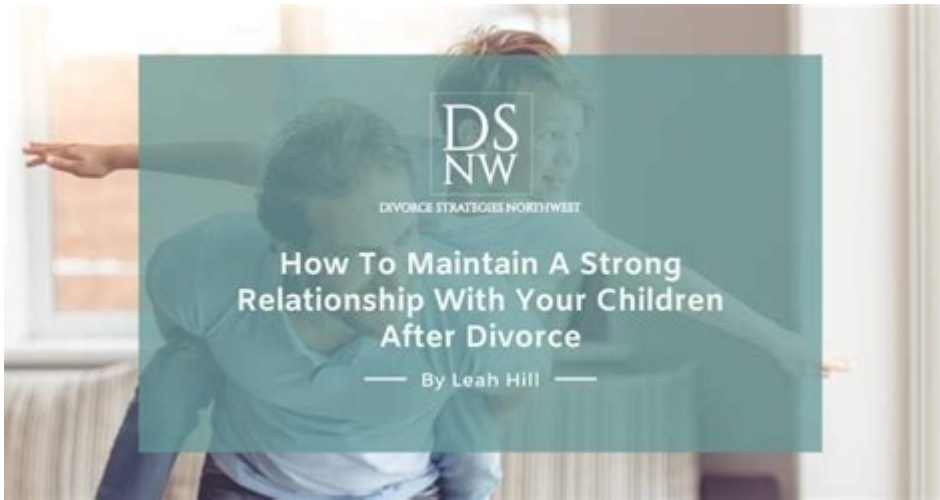 DS
NW
DIVORCE STRATEGIES NORTHWEST
How To Maintain A Strong
Relationship With Your Children
After Divorce
By Leah Hill